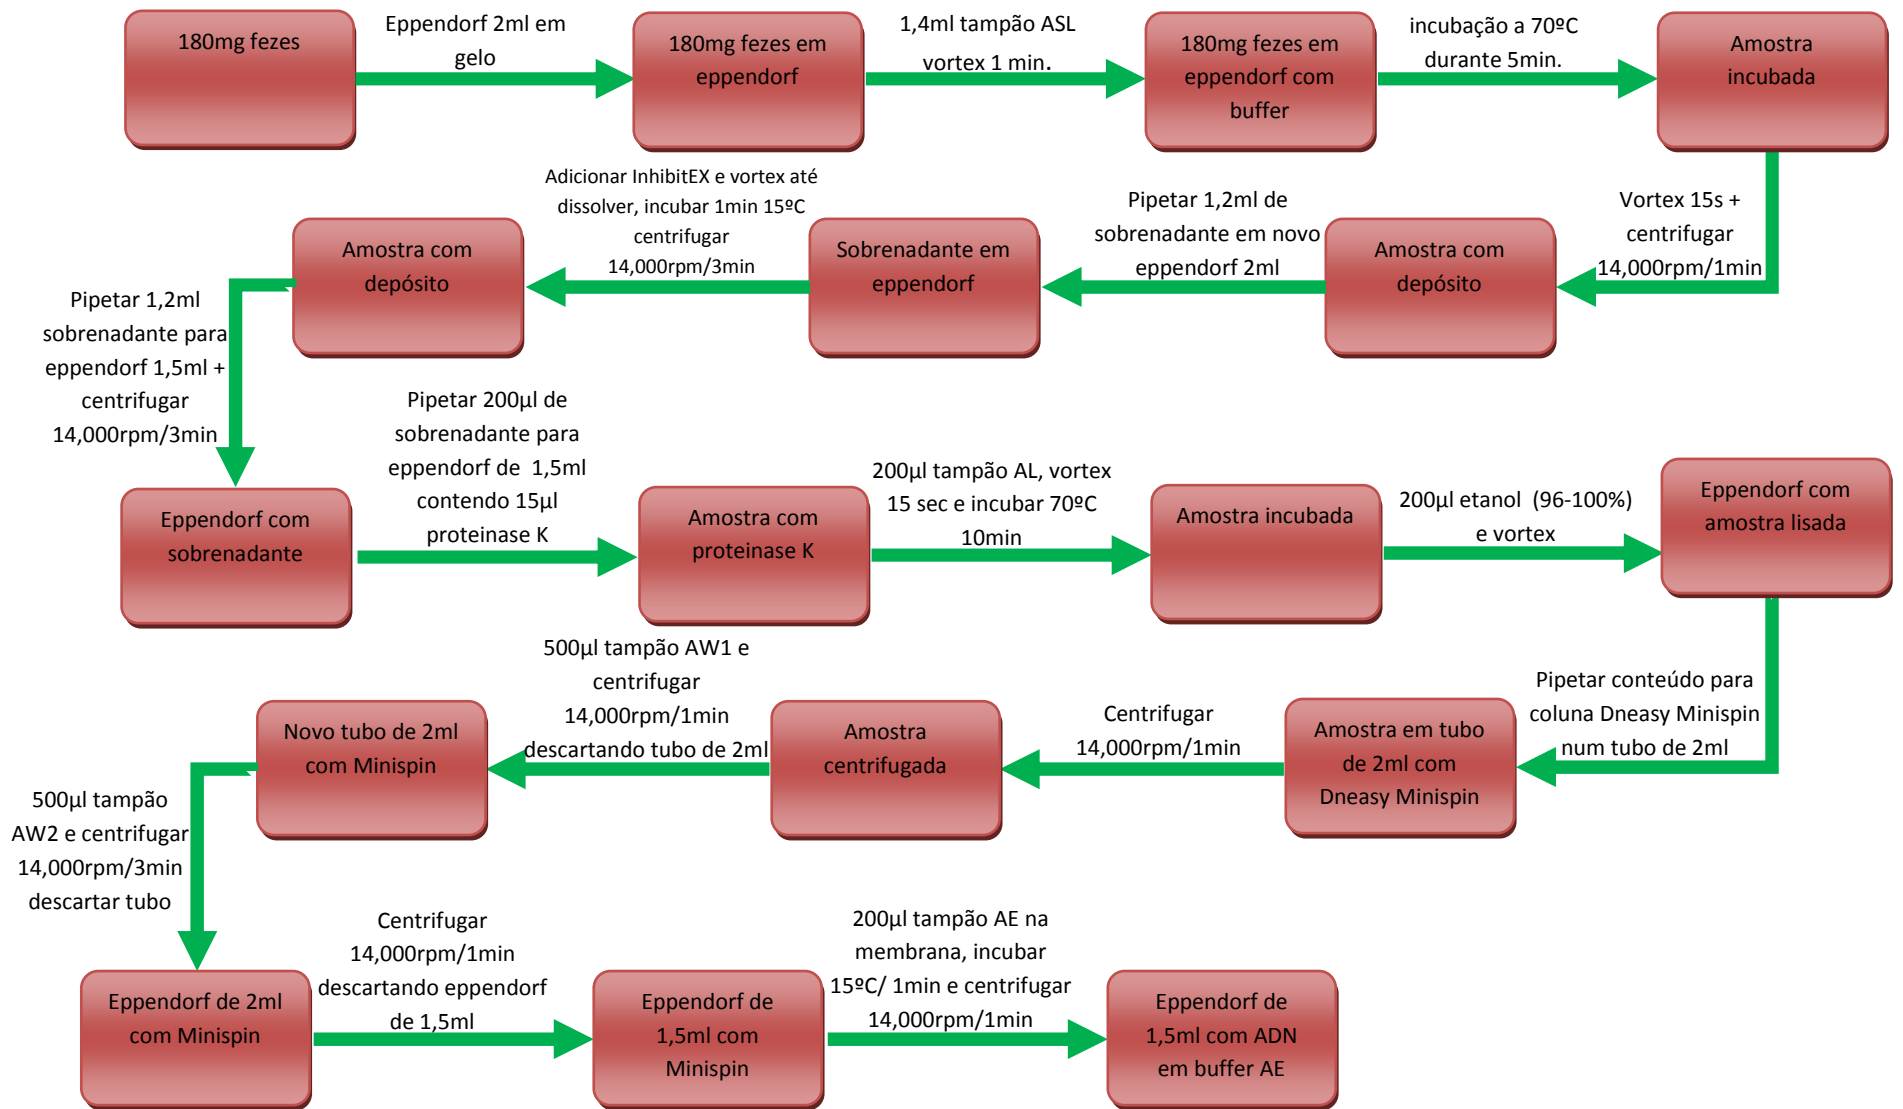 180mg fezes
Eppendorf 2ml em
gelo
180mg fezes em
eppendorf
1,4ml tampão ASL
vortex 1 min.
180mg fezes em
eppendorf com
buffer
incubação a 70ºC
durante 5min.
Amostra
incubada
Vortex 15s +
centrifugar
14,000rpm/1min
Amostra com
depósito
Pipetar 1,2ml de
sobrenadante em novo
eppendorf 2ml
Sobrenadante em
eppendorf
Adicionar InhibitEX e vortex até
dissolver, incubar 1min 15ºC
centrifugar
14,000rpm/3min
Amostra com
depósito
Pipetar 1,2ml
sobrenadante para
eppendorf 1,5ml +
centrifugar
14,000rpm/3min
Eppendorf com
sobrenadante
Pipetar 200µl de
sobrenadante para
eppendorf de 1,5ml
contendo 15µl
proteinase K
Amostra com
proteinase K
200µl tampão AL, vortex
15 sec e incubar 70ºC
10min
Amostra incubada
200µl etanol (96-100%)
e vortex
Eppendorf com
amostra lisada
Pipetar conteúdo para
coluna Dneasy Minispin
num tubo de 2ml
Amostra em tubo
de 2ml com
Dneasy Minispin
Centrifugar
14,000rpm/1min
Amostra
centrifugada
500µl tampão AW1 e
centrifugar
14,000rpm/1min
descartando tubo de 2ml
Novo tubo de 2ml
com Minispin
500µl tampão
AW2 e centrifugar
14,000rpm/3min
descartar tubo
Eppendorf de 2ml
com Minispin
Centrifugar
14,000rpm/1min
descartando eppendorf
de 1,5ml
Eppendorf de
1,5ml com
Minispin
200µl tampão AE na
membrana, incubar
15ºC/ 1min e centrifugar
14,000rpm/1min
Eppendorf de
1,5ml com ADN
em buffer AE